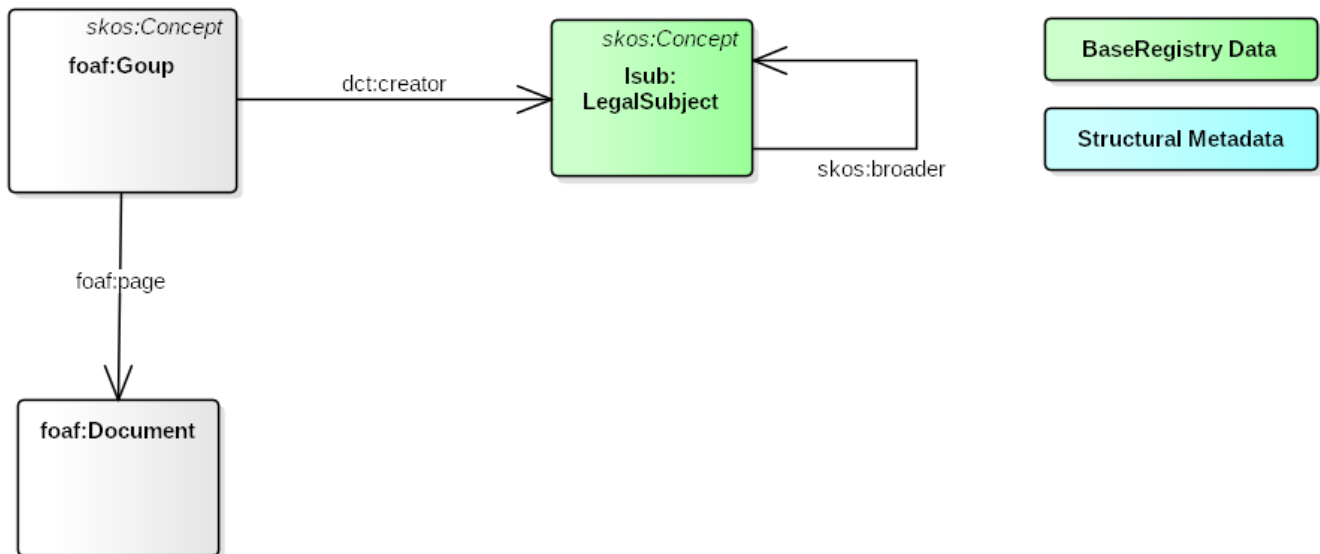 skos:Concept
foaf:Goup
dct:creator
skos:Concept
lsub:
LegalSubject
skos:broader
BaseRegistry Data
Structural Metadata
foaf:page
foaf:Document